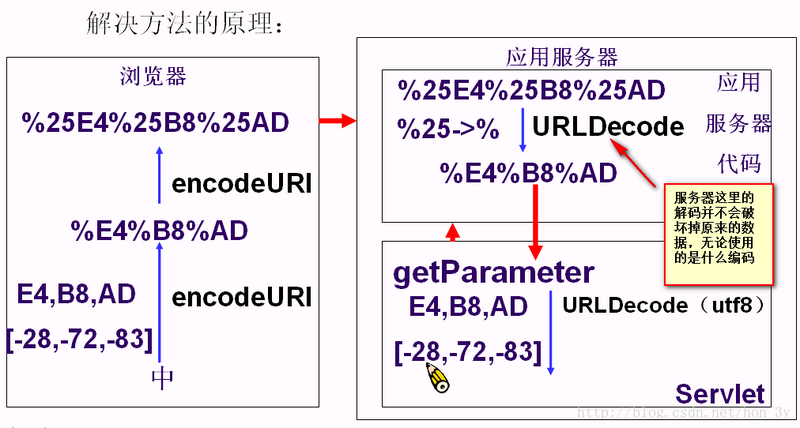 解决方法的原理:
浏览器
%25E4%25B8%25AD
encodeURI
%E4%B8%AD
E4,B8,AD
encodeURI
[-28,-72,-83]
中
应用服务器
%25E4%25B8%25AD
应用
%25->%
URLDecode
服务器
%E4%B8%AD
代码
服务器这里的
解码并不会破
坏掉原来的数
据，无论使用
的是什么编码
getParameter
E4,B8,AD
URLDecode（utf8）
[-28,-72,-83]
Servlet
http://blog.csdn.net/non_3y